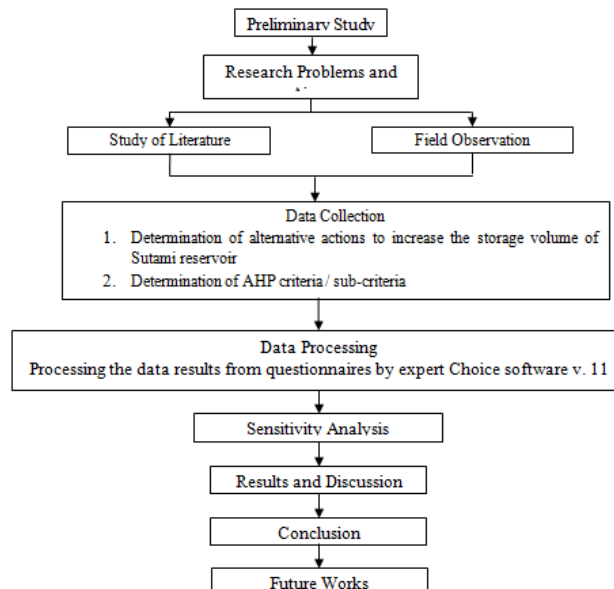 Preliminary Study
Research Problems and
Study of Literature
Field Observation
Data Collection
1. Determination of alternative actions to increase the storage volume of
Sutami reservoir
2. Determination of AHP criteria / sub-criteria
Data Processing
Processing the data results from questionnaires by expert Choice software v. 11
Sensitivity Analysis
Results and Discussion
Conclusion
Future Works